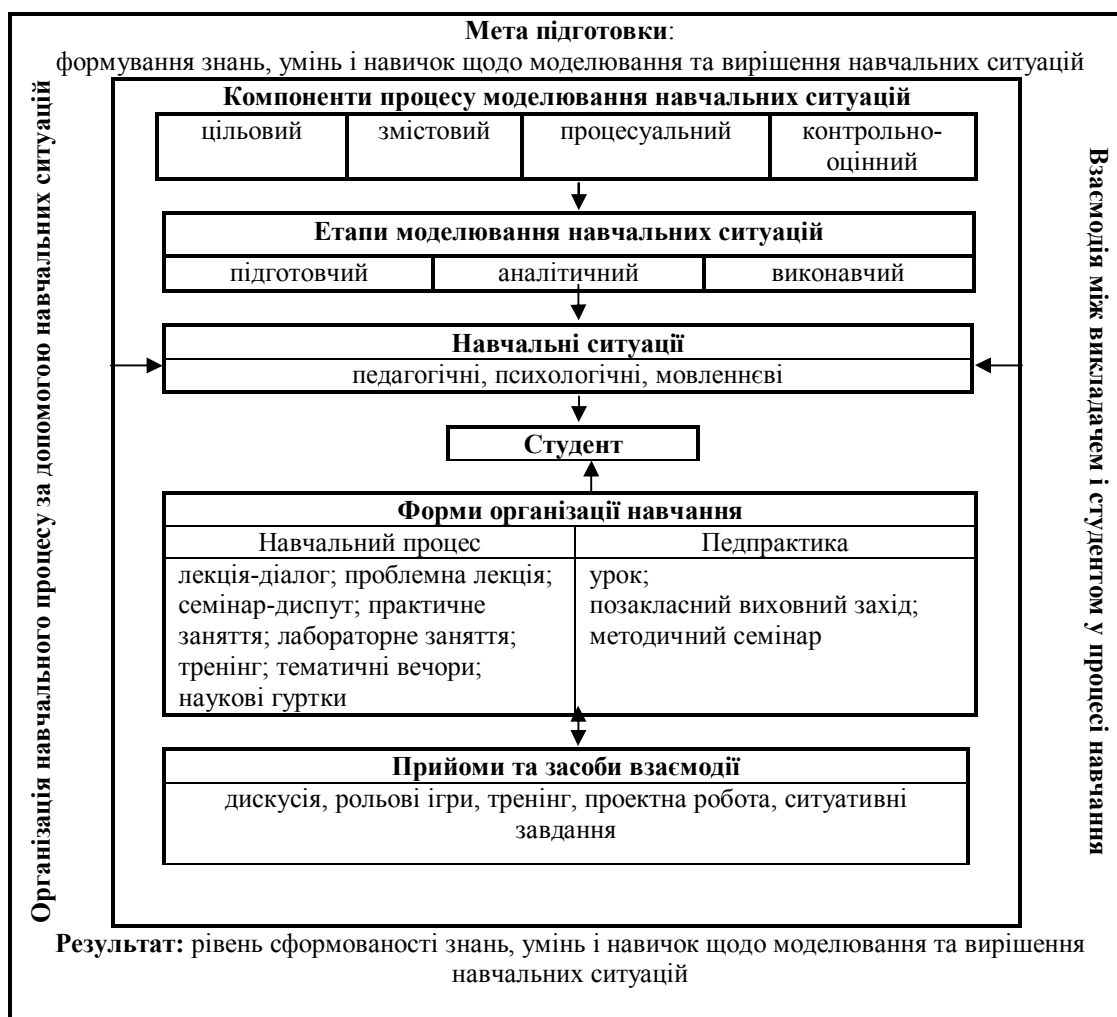 Мета підготовки:
формування знань, умінь і навичок щодо моделювання та вирішення навчальних ситуацій
Організація навчального процесу за допомогою навчальних ситуацій
Компоненти процесу моделювання навчальних ситуацій
цільовий
змістовий
процесуальний
контрольно-
оцінний
Етапи моделювання навчальних ситуацій
підготовчий
аналітичний
виконавчий
Навчальні ситуації
педагогічні, психологічні, мовленнєві
Студент
Форми організації навчання
Навчальний процес
лекція-діалог; проблемна лекція;
семінар-диспут; практичне
заняття; лабораторне заняття;
тренінг; тематичні вечори;
наукові гуртки
Педпрактика
урок;
позакласний виховний захід;
методичний семінар
Прийоми та засоби взаємодії
дискусія, рольові ігри, тренінг, проектна робота, ситуативні
завдання
Взаємодія між викладачем і студентом у процесі навчання
Результат: рівень сформованості знань, умінь і навичок щодо моделювання та вирішення
навчальних ситуацій